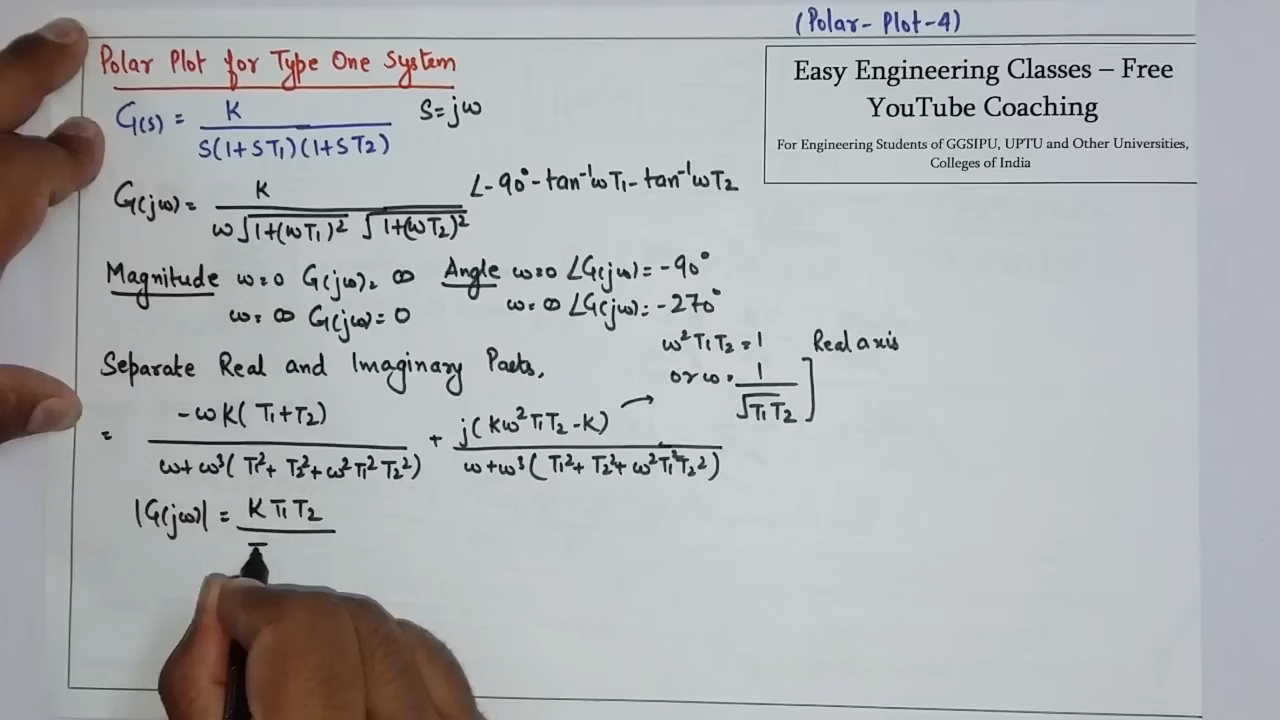 (Polar-Plot-4)
Polar Plot for Type One System
Easy Engineering Classes – Free
YouTube Coaching
For Engineering Students of GGSIPU, UPTU and Other Universities,
Colleges of India
G(s) = K / S(1+ST₁)(1+ST₂) S=jω
G(jω) = K / ω√1+(ωT₁)² √1+(ωT₂)² ∠-90°-tan⁻¹ωT₁-tan⁻¹ωT₂
Magnitude ω=0 G(jω)= ∞ Angle ω=0 ∠G(jω)=-90°
ω=∞ G(jω)=0 ω=∞ ∠G(jω)=-270°
Separate Real and Imaginary Parts,
ω²T₁T₂=1 Real axis
or ω= 1 / √T₁T₂
= -ωK(T₁+T₂) / ω+ω³(T₁²+T₂²+ω²T₁²T₂²) + j(Kω²T₁T₂-K) / ω+ω³(T₁²+T₂²+ω²T₁²T₂²)
|G(jω)| = KT₁T₂